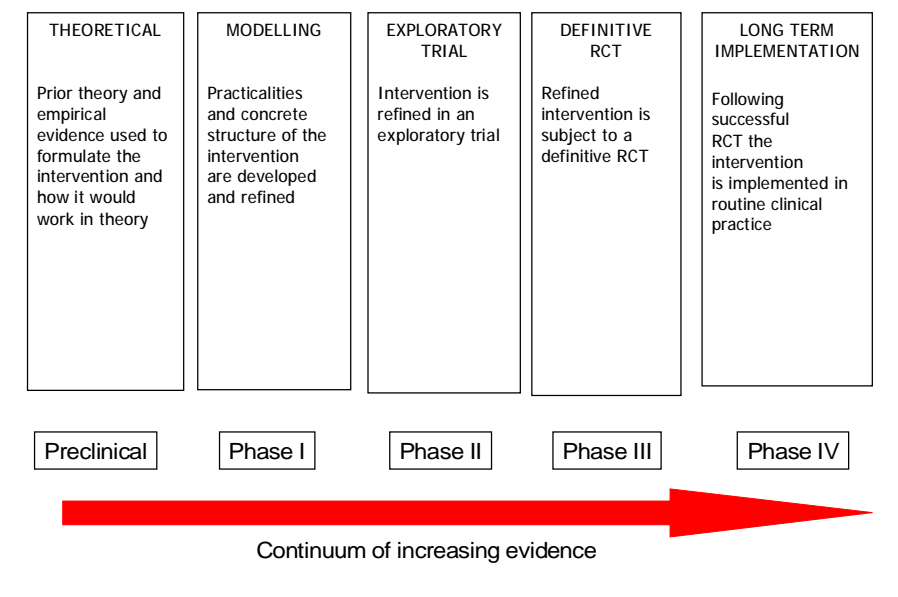 THEORETICAL
Prior theory and
empirical
evidence used to
formulate the
intervention and
how it would
work in theory
MODELLING
Practicalities
and concrete
structure of the
intervention
are developed
and refined
EXPLORATORY
TRIAL
Intervention is
refined in an
exploratory trial
DEFINITIVE
RCT
Refined
intervention is
subject to a
definitive RCT
LONG TERM
IMPLEMENTATION
Following
successful
RCT the
intervention
is implemented in
routine clinical
practice
Preclinical
Phase I
Phase II
Phase III
Phase IV
Continuum of increasing evidence